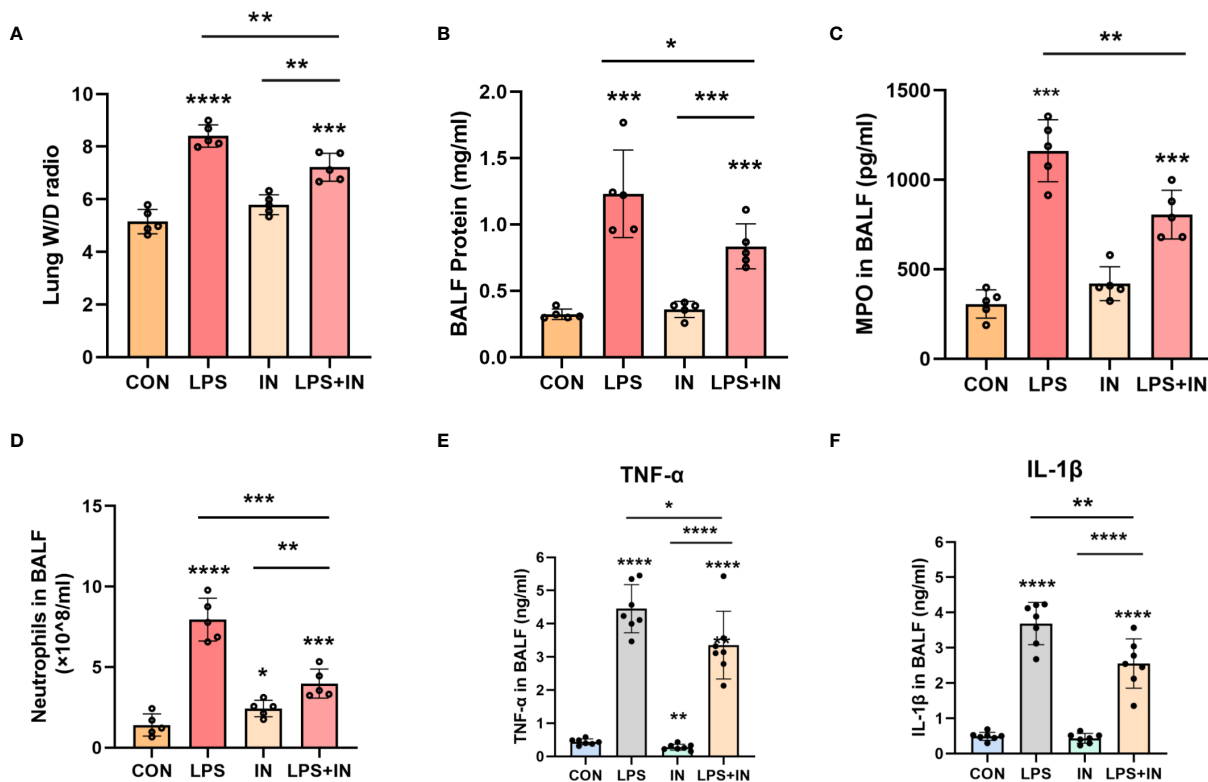 A
**
**
****
***
Lung W/D radio
10
8
6
4
2
0
CON LPS IN LPS+IN
B
*
***
***
***
BALF Protein (mg/ml)
2.0
1.5
1.0
0.5
0.0
CON LPS IN LPS+IN
C
**
***
***
MPO in BALF (pg/ml)
1500
1000
500
0
CON LPS IN LPS+IN
D
***
**
****
*
***
Neutrophils in BALF
(×10^8/ml)
15
10
5
0
CON LPS IN LPS+IN
E
TNF-α
*
****
****
****
**
**
TNF-α in BALF (ng/ml)
6
5
4
3
2
1
0
CON LPS IN LPS+IN
F
IL-1β
**
****
****
****
IL-1β in BALF (ng/ml)
6
5
4
3
2
1
0
CON LPS IN LPS+IN